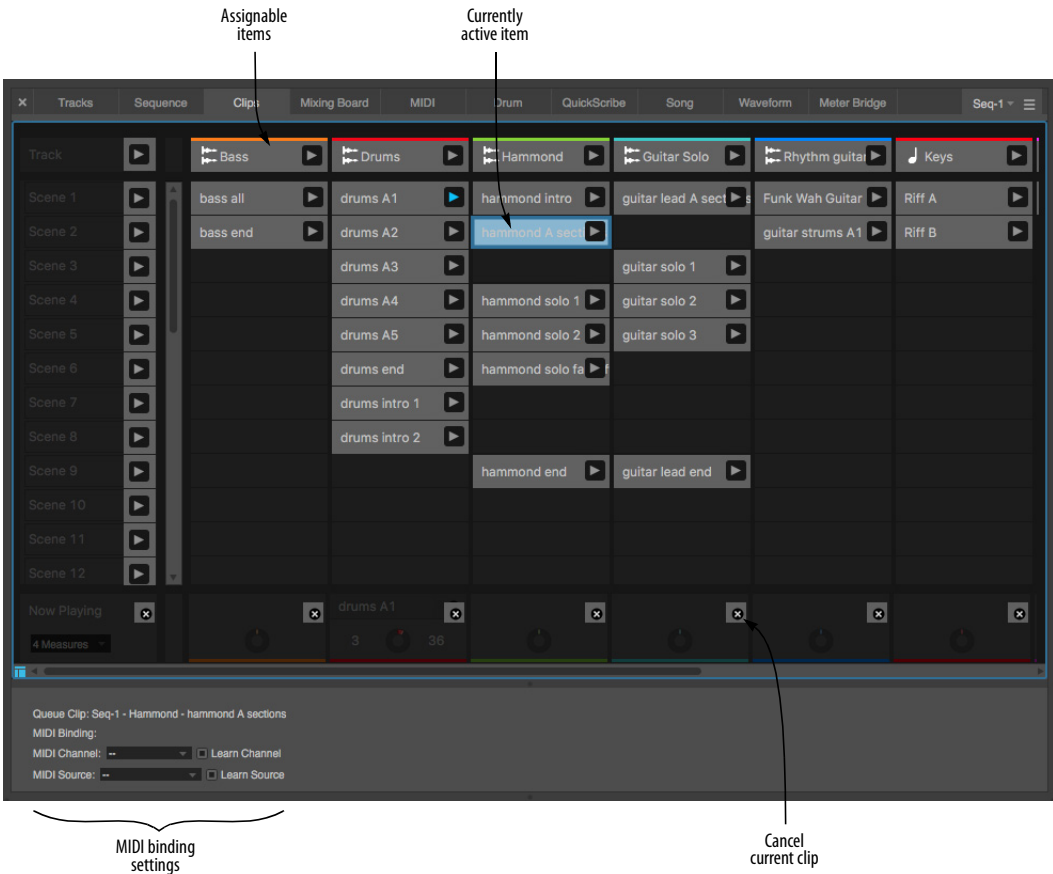 Assignable
items
Currently
active item
Tracks Sequence Clips Mixing Board MIDI Drum QuickScribe Song Waveform Meter Bridge Seq-1
Track Bass Drums Hammond Guitar Solo Rhythm guitar Keys
Scene 1 bass all drums A1 hammond intro guitar lead A sections Funk Wah Guitar Riff A
Scene 2 bass end drums A2 hammond A sect guitar strums A1 Riff B
Scene 3 drums A3 guitar solo 1
Scene 4 drums A4 hammond solo 1 guitar solo 2
Scene 5 drums A5 hammond solo 2 guitar solo 3
Scene 6 drums end hammond solo fa
Scene 7 drums intro 1
Scene 8 drums intro 2
Scene 9 hammond end guitar lead end
Scene 10
Scene 11
Scene 12
Now Playing drums A1
4 Measures 3 36
Queue Clip: Seq-1 - Hammond - hammond A sections
MIDI Binding:
MIDI Channel: -- Learn Channel
MIDI Source: -- Learn Source
MIDI binding
settings
Cancel
current clip